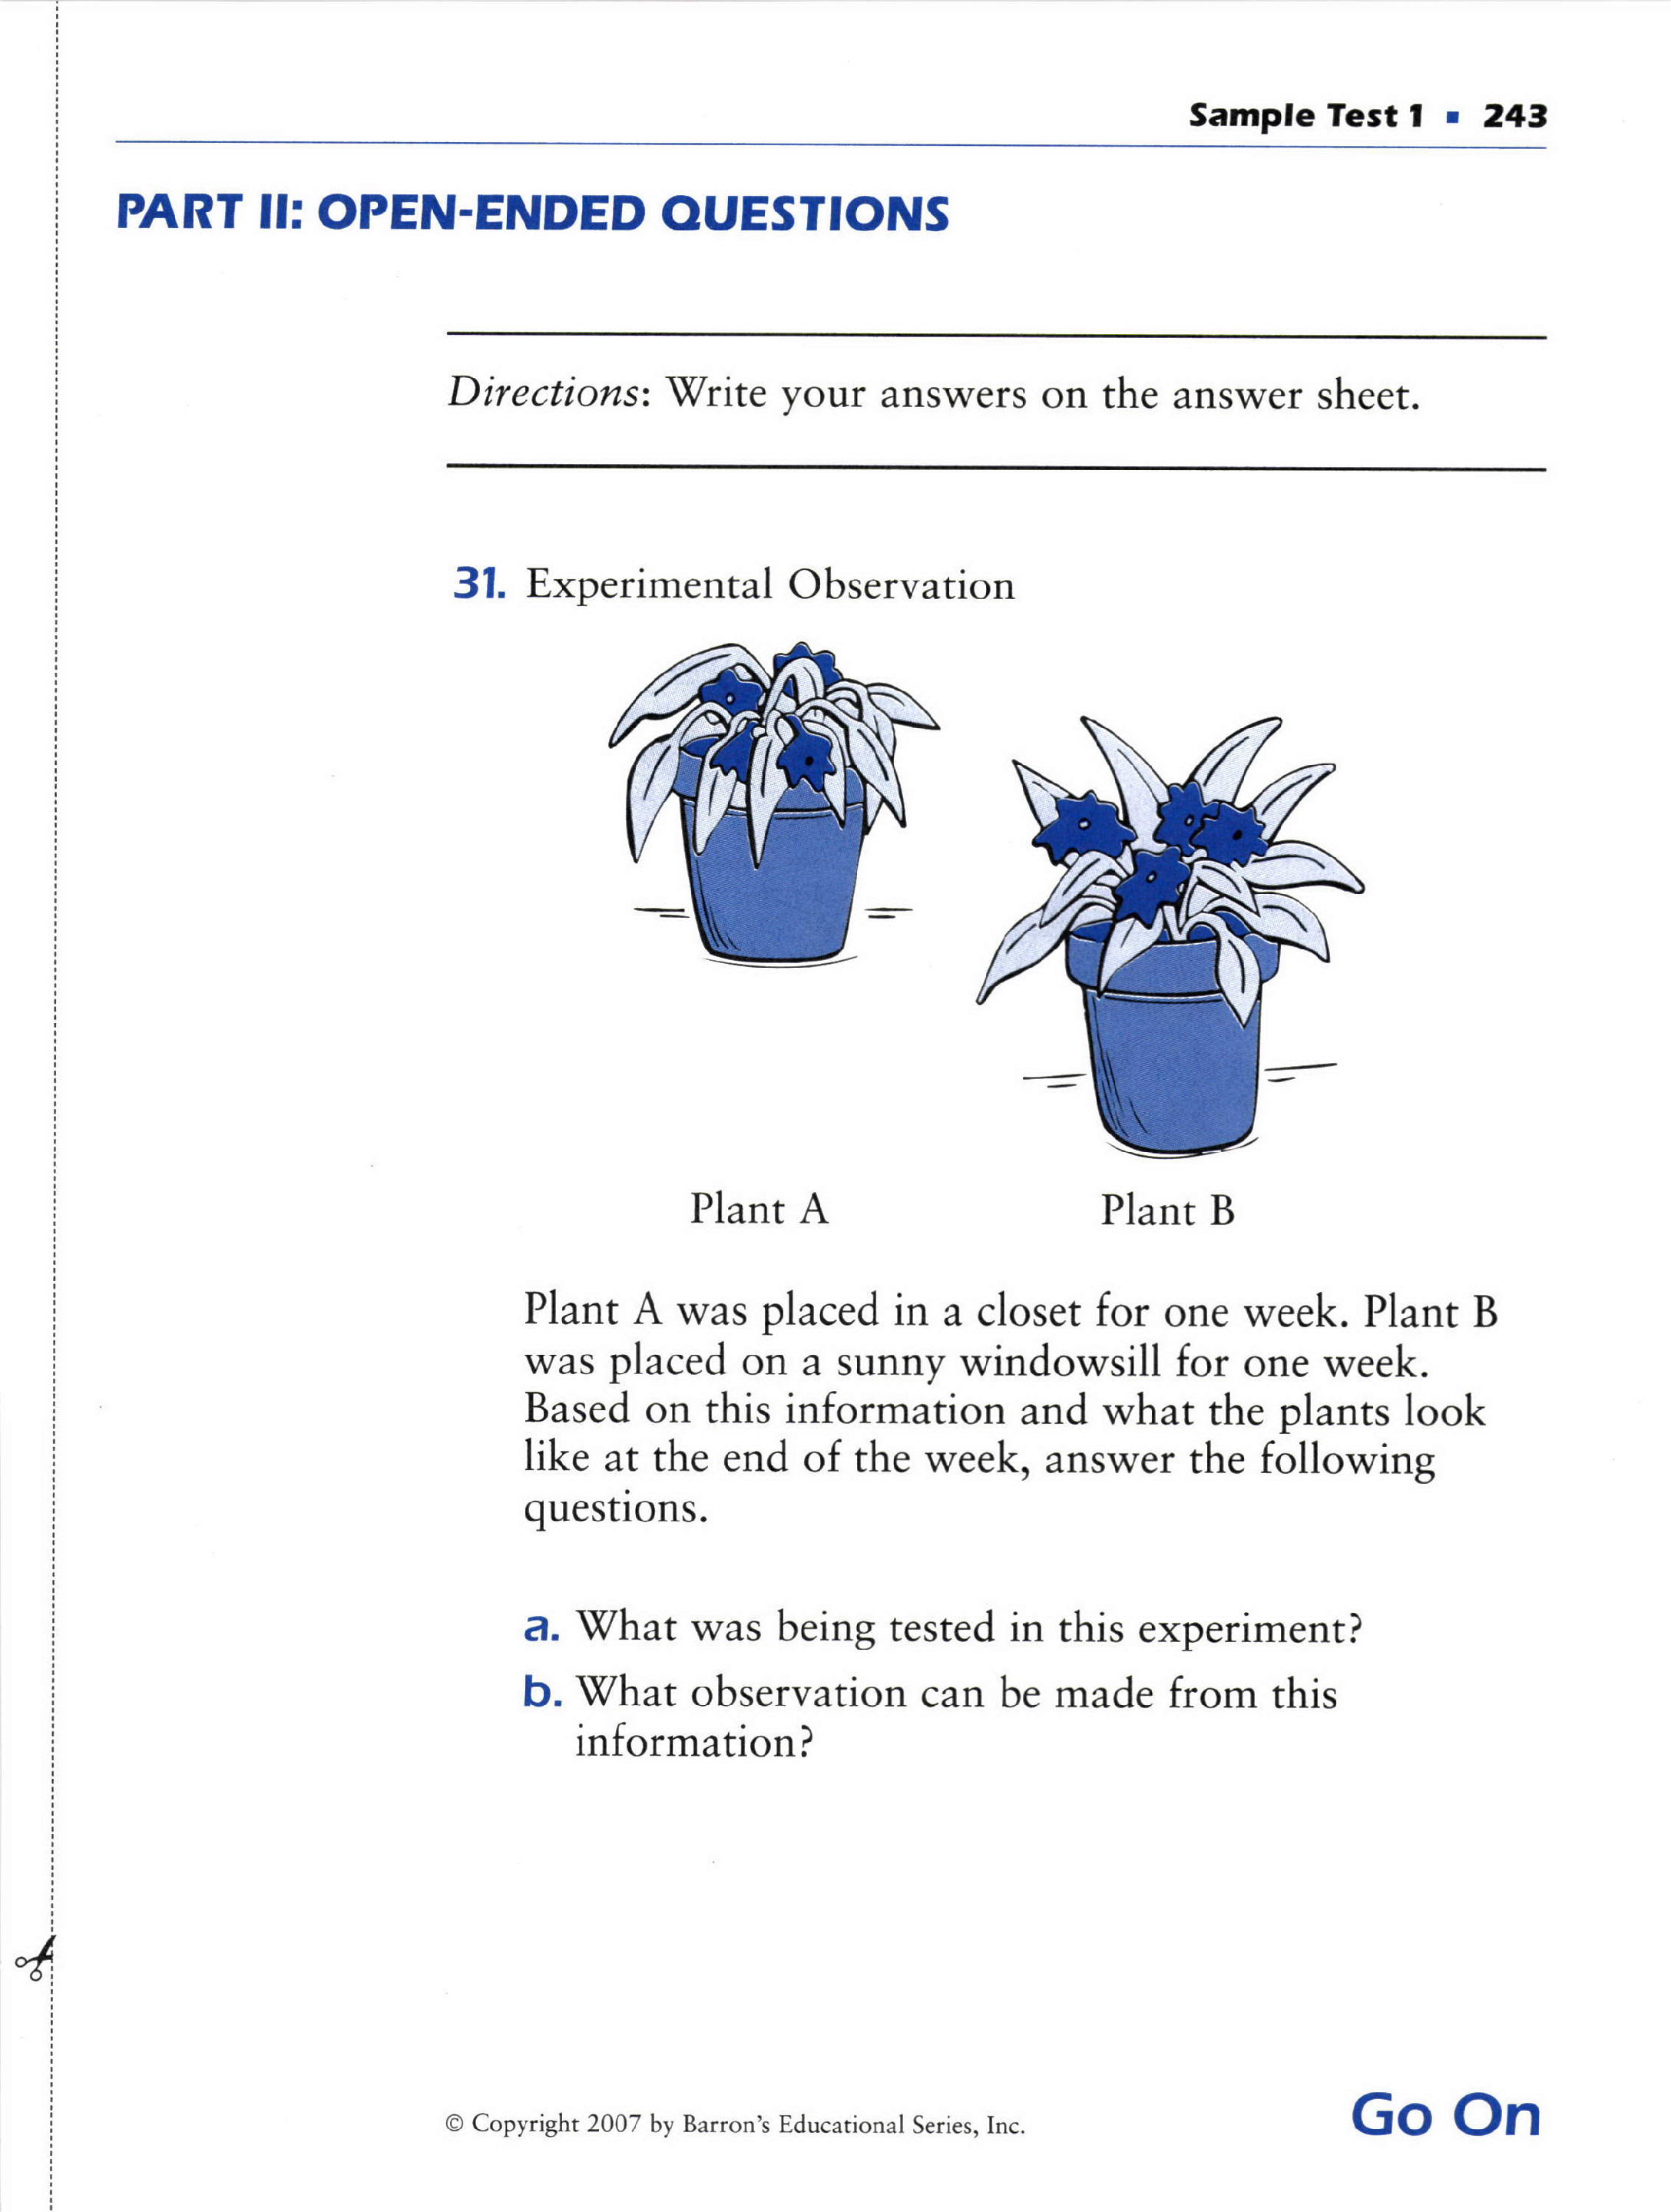 Sample Test 1 ▪ 243
PART II: OPEN-ENDED QUESTIONS
Directions: Write your answers on the answer sheet.
31. Experimental Observation
Plant A Plant B
Plant A was placed in a closet for one week. Plant B
was placed on a sunny windowsill for one week.
Based on this information and what the plants look
like at the end of the week, answer the following
questions.
a. What was being tested in this experiment?
b. What observation can be made from this
information?
© Copyright 2007 by Barron's Educational Series, Inc.
Go On